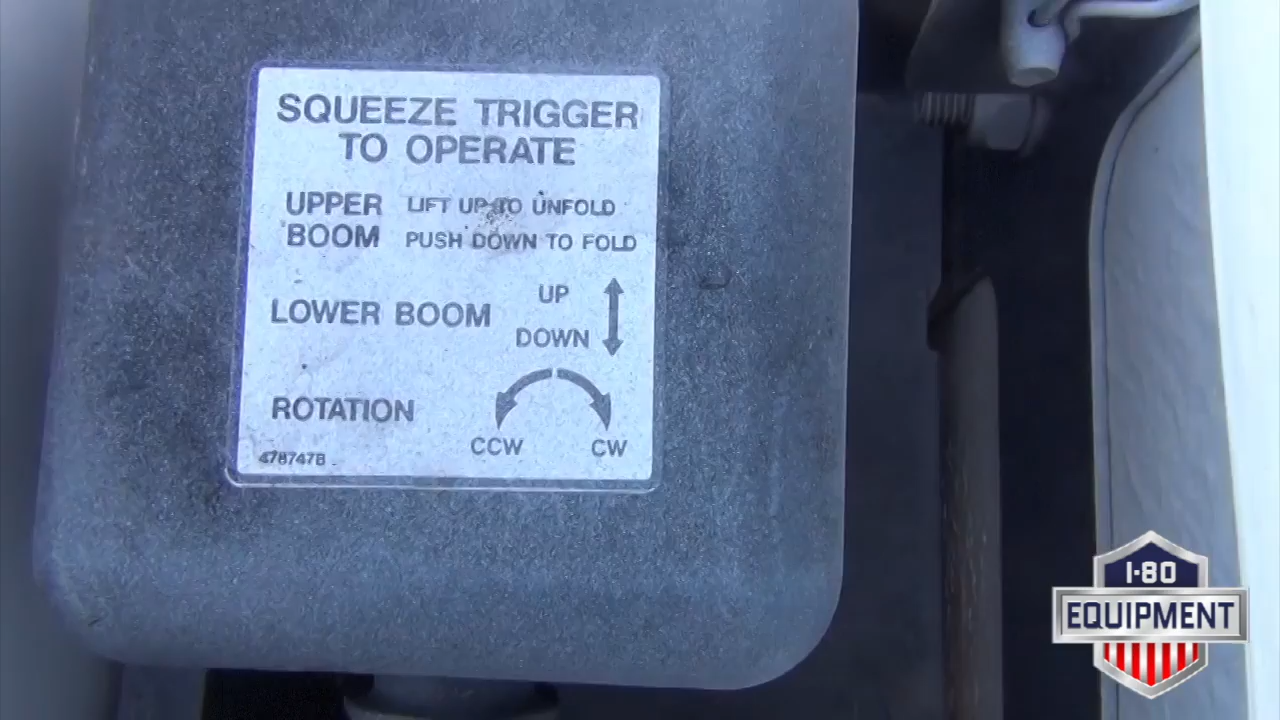 SQUEEZE TRIGGER
TO OPERATE
UPPER BOOM
LIFT UP TO UNFOLD
PUSH DOWN TO FOLD
LOWER BOOM
UP
DOWN
ROTATION
CCW
CW
478747B
I-80
EQUIPMENT